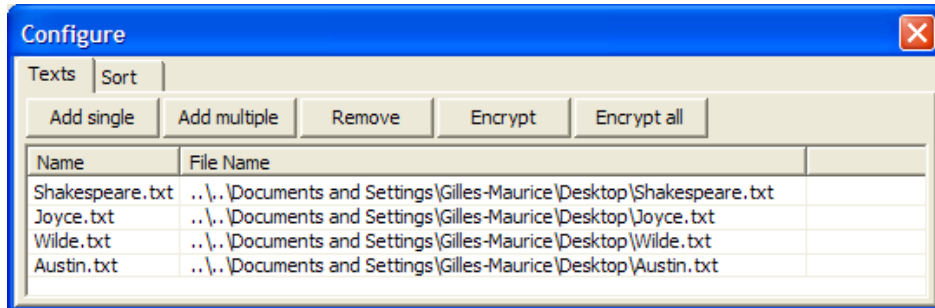 Configure
Texts Sort
Add single Add multiple Remove Encrypt Encrypt all
Name File Name
Shakespeare.txt ..\..\Documents and Settings\Gilles-Maurice\Desktop\Shakespeare.txt
Joyce.txt ..\..\Documents and Settings\Gilles-Maurice\Desktop\Joyce.txt
Wilde.txt ..\..\Documents and Settings\Gilles-Maurice\Desktop\Wilde.txt
Austin.txt ..\..\Documents and Settings\Gilles-Maurice\Desktop\Austin.txt